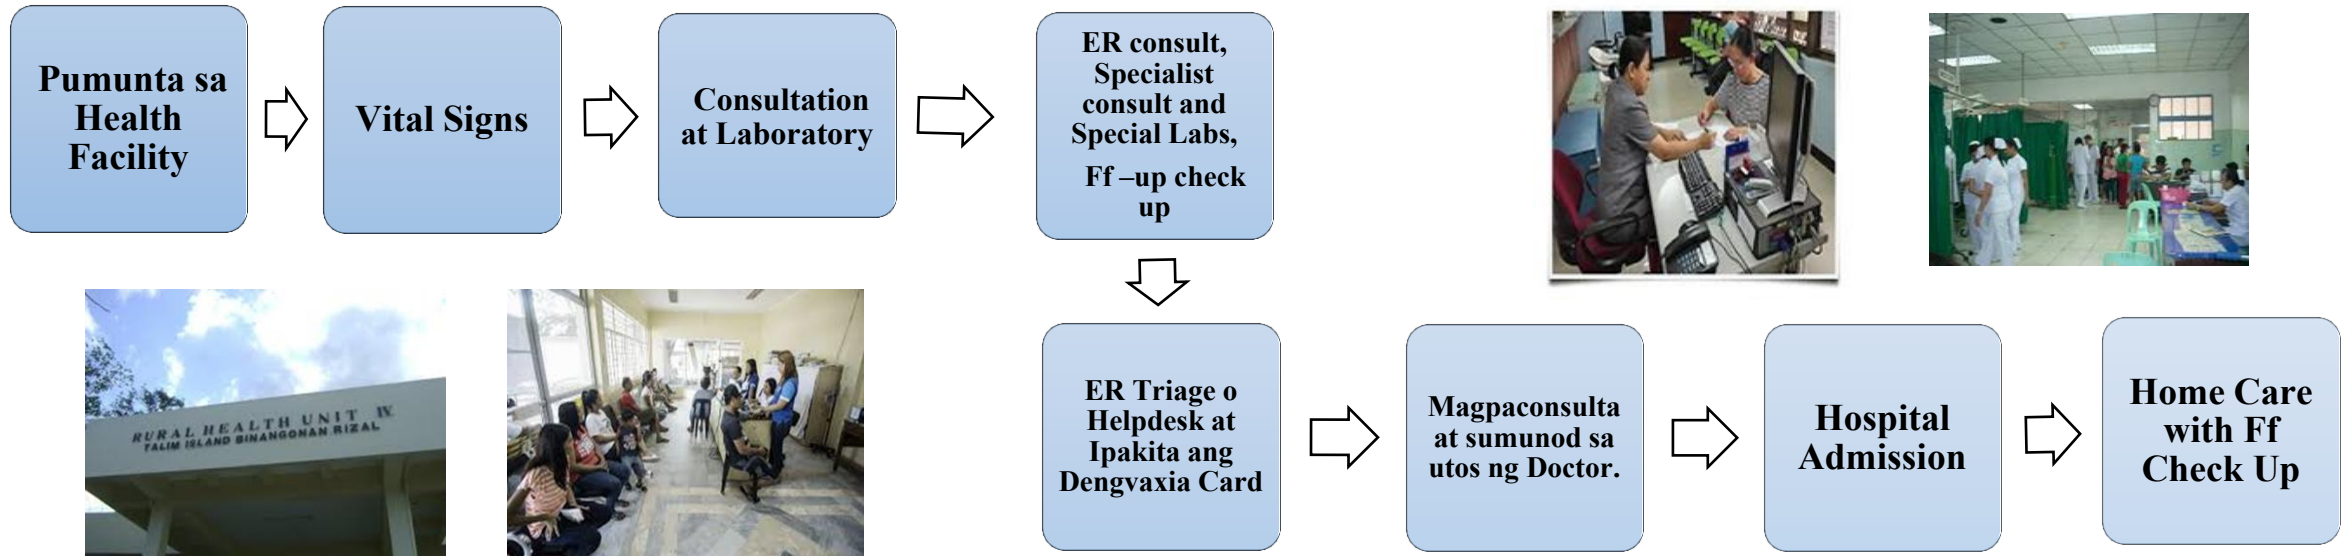 Pumunta sa
Health
Facility
Vital Signs
Consultation
at Laboratory
ER consult,
Specialist
consult and
Special Labs,
Ff –up check
up
RURAL HEALTH UNIT IV.
TALIM ISLAND BINANGONAN RIZAL
ER Triage o
Helpdesk at
Ipakita ang
Dengvaxia Card
Magpaconsulta
at sumunod sa
utos ng Doctor.
Hospital
Admission
Home Care
with Ff
Check Up